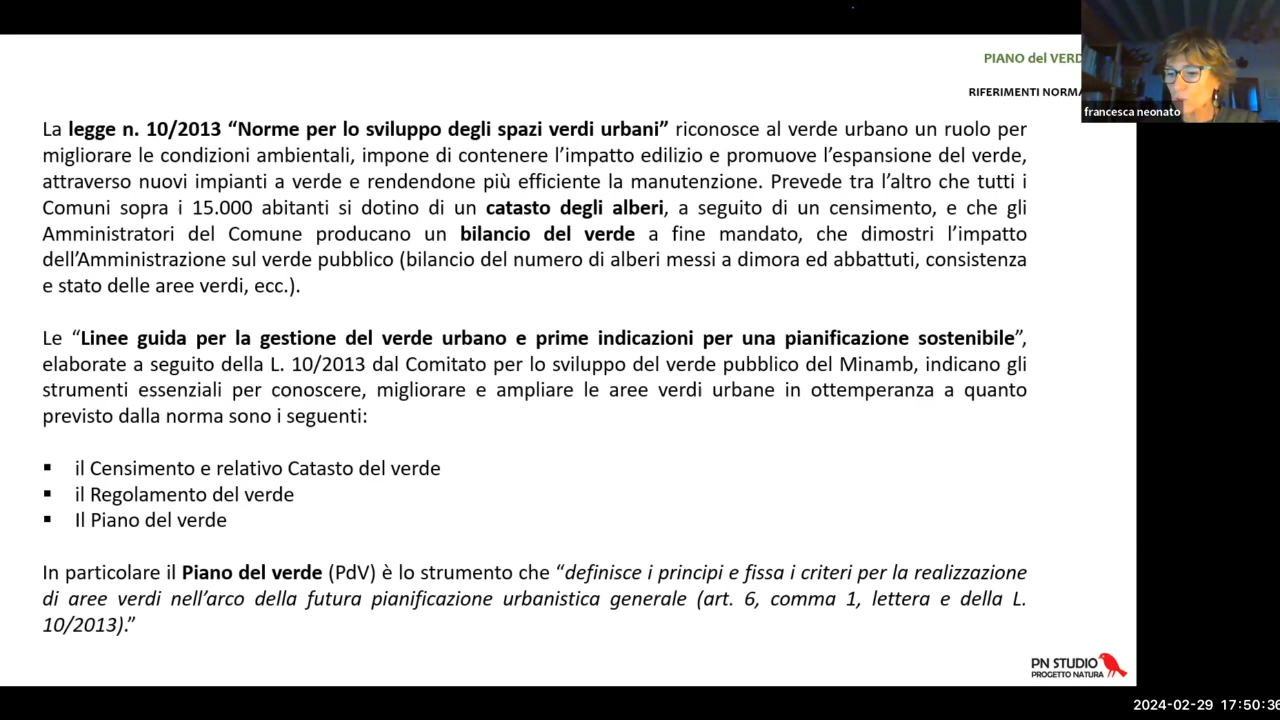 PIANO del VERD
RIFERIMENTI NORMA
francesca neonato
La legge n. 10/2013 “Norme per lo sviluppo degli spazi verdi urbani” riconosce al verde urbano un ruolo per
migliorare le condizioni ambientali, impone di contenere l’impatto edilizio e promuove l’espansione del verde,
attraverso nuovi impianti a verde e rendendone più efficiente la manutenzione. Prevede tra l’altro che tutti i
Comuni sopra i 15.000 abitanti si dotino di un catasto degli alberi, a seguito di un censimento, e che gli
Amministratori del Comune producano un bilancio del verde a fine mandato, che dimostri l’impatto
dell’Amministrazione sul verde pubblico (bilancio del numero di alberi messi a dimora ed abbattuti, consistenza
e stato delle aree verdi, ecc.).
Le “Linee guida per la gestione del verde urbano e prime indicazioni per una pianificazione sostenibile”,
elaborate a seguito della L. 10/2013 dal Comitato per lo sviluppo del verde pubblico del Minamb, indicano gli
strumenti essenziali per conoscere, migliorare e ampliare le aree verdi urbane in ottemperanza a quanto
previsto dalla norma sono i seguenti:
▪ il Censimento e relativo Catasto del verde
▪ il Regolamento del verde
▪ Il Piano del verde
In particolare il Piano del verde (PdV) è lo strumento che “definisce i principi e fissa i criteri per la realizzazione
di aree verdi nell’arco della futura pianificazione urbanistica generale (art. 6, comma 1, lettera e della L.
10/2013).”
PN STUDIO
PROGETTO NATURA
2024-02-29 17:50:36